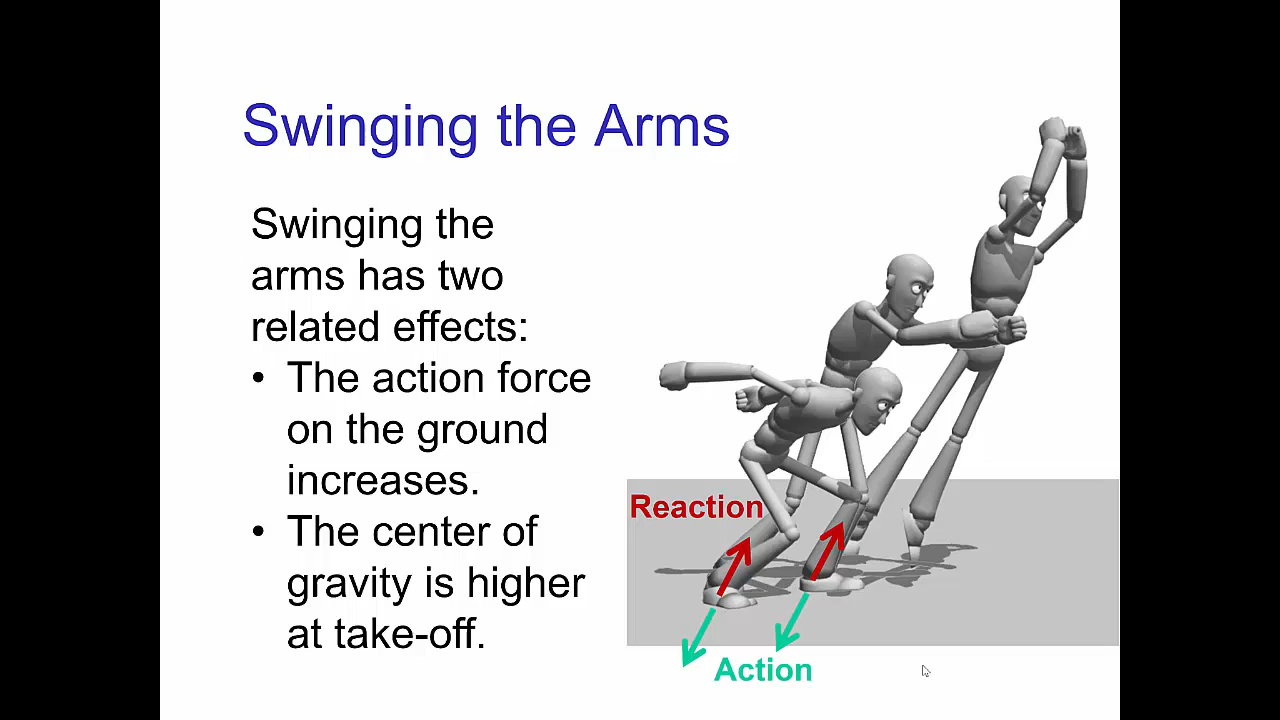 Swinging the Arms
Swinging the
arms has two
related effects:
• The action force
on the ground
increases.
• The center of
gravity is higher
at take-off.
Reaction
Action